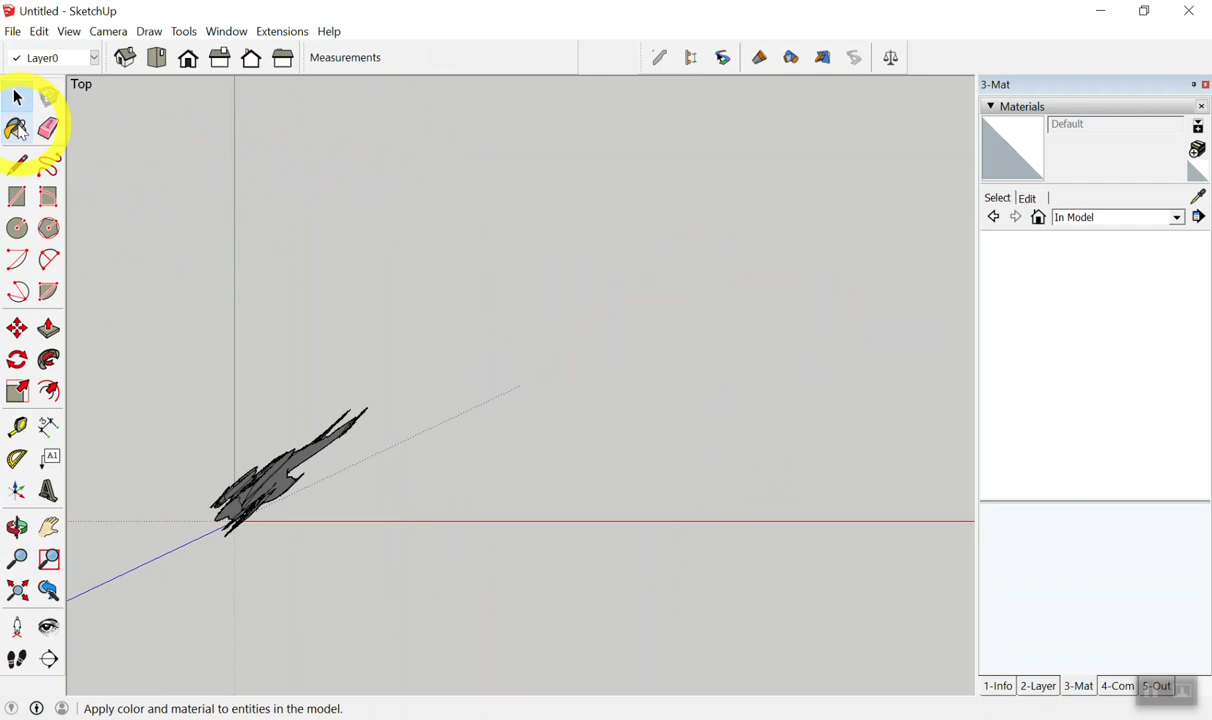 Untitled - SketchUp
File Edit View Camera Draw Tools Window Extensions Help
Layer0
Measurements
Top
3-Mat
Materials
Default
Select Edit
In Model
A1
1-Info 2-Layer 3-Mat 4-Com 5-Out
Apply color and material to entities in the model.